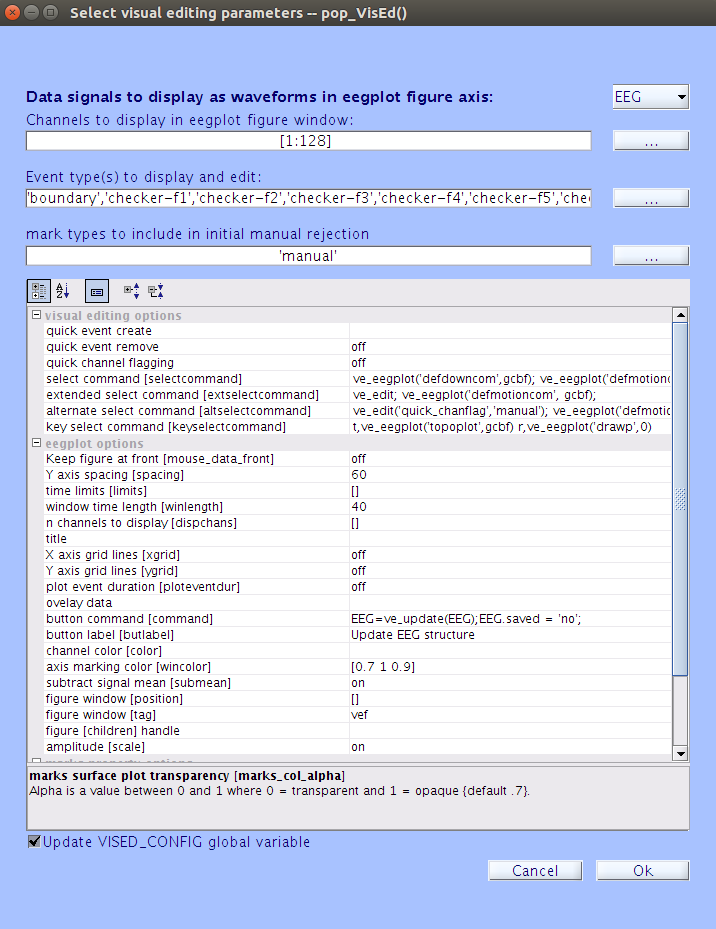 Select visual editing parameters -- pop_VisEd()
Data signals to display as waveforms in eegplot figure axis:
EEG
Channels to display in eegplot figure window:
[1:128]
...
Event type(s) to display and edit:
'boundary','checker-f1','checker-f2','checker-f3','checker-f4','checker-f5','che
...
mark types to include in initial manual rejection
'manual'
...
visual editing options
quick event create
quick event remove off
quick channel flagging off
select command [selectcommand] ve_eegplot('defdowncom',gcbf); ve_eegplot('defmotionc
extended select command [extselectcommand] ve_edit; ve_eegplot('defmotioncom', gcbf);
alternate select command [altselectcommand] ve_edit('quick_chanflag','manual'); ve_eegplot('defmotio
key select command [keyselectcommand] t,ve_eegplot('topoplot',gcbf) r,ve_eegplot('drawp',0)
eegplot options
Keep figure at front [mouse_data_front] off
Y axis spacing [spacing] 60
time limits [limits] []
window time length [winlength] 40
n channels to display [dispchans] []
title
X axis grid lines [xgrid] off
Y axis grid lines [ygrid] off
plot event duration [ploteventdur] off
ovelay data
button command [command] EEG=ve_update(EEG);EEG.saved = 'no';
button label [butlabel] Update EEG structure
channel color [color]
axis marking color [wincolor] [0.7 1 0.9]
subtract signal mean [submean] on
figure window [position] []
figure window [tag] vef
figure [children] handle
amplitude [scale] on
marks property options
marks surface plot transparency [marks_col_alpha]
Alpha is a value between 0 and 1 where 0 = transparent and 1 = opaque {default .7}.
Update VISED_CONFIG global variable
Cancel
Ok